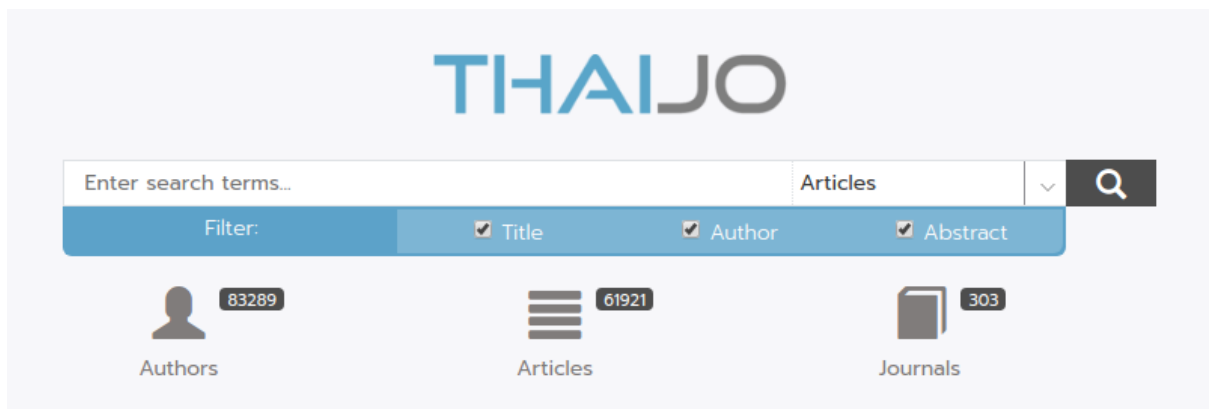 THAIJO
Enter search terms... Articles
Filter: Title Author Abstract
83289 61921 303
Authors Articles Journals